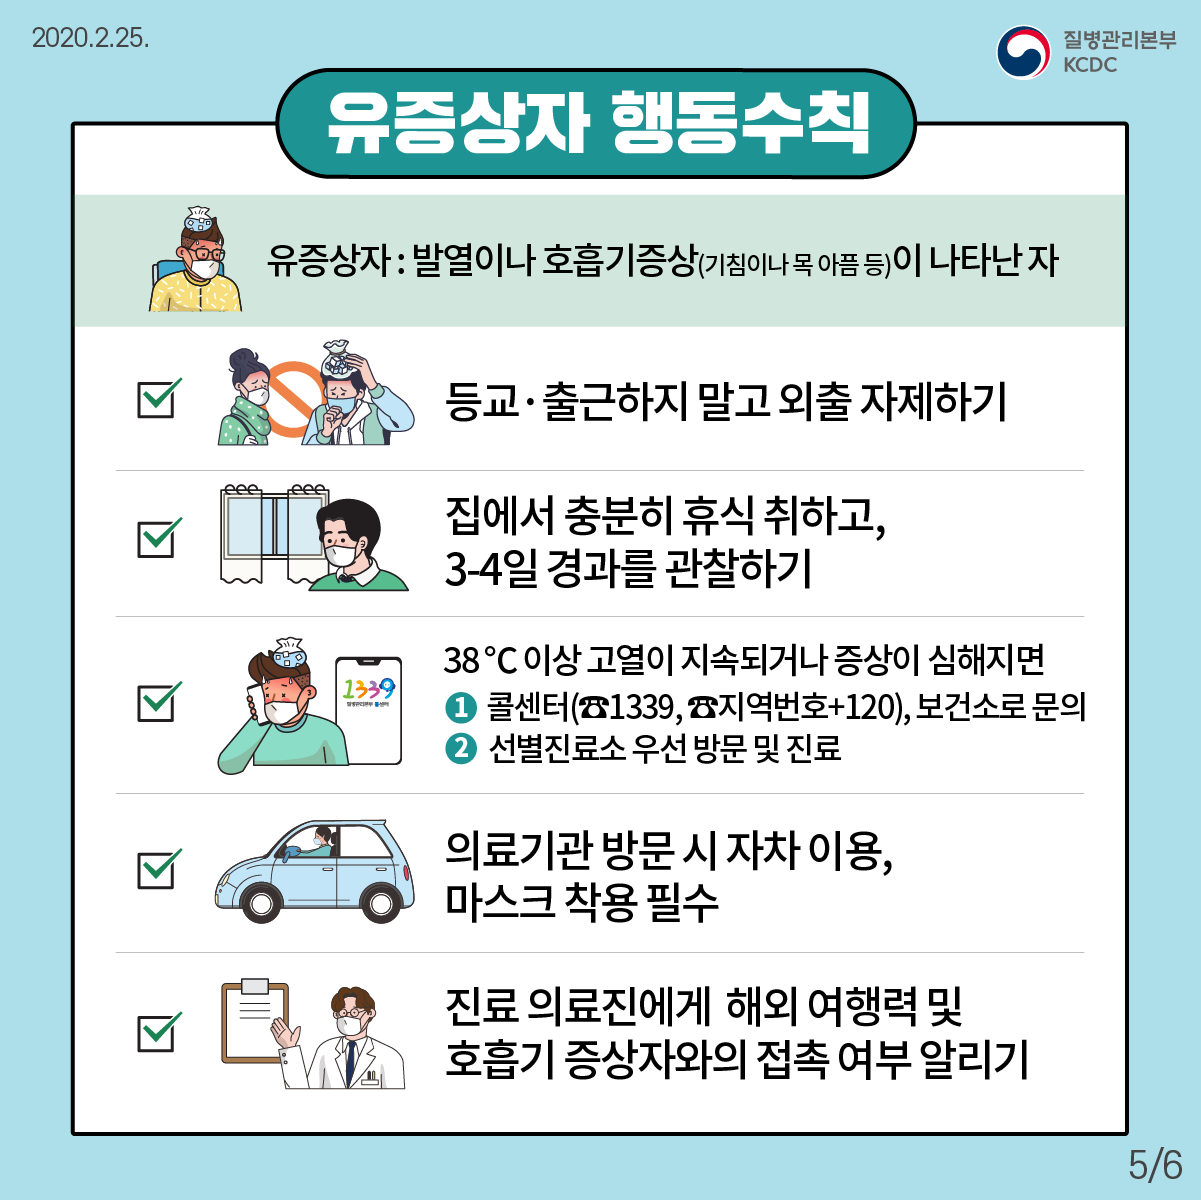 2020.2.25.
질병관리본부
KCDC
유증상자 행동수칙
유증상자 : 발열이나 호흡기증상(기침이나 목 아픔 등)이 나타난 자
등교·출근하지 말고 외출 자제하기
집에서 충분히 휴식 취하고,
3-4일 경과를 관찰하기
1339
질병관리본부 콜센터
38 ℃ 이상 고열이 지속되거나 증상이 심해지면
❶ 콜센터(☎1339, ☎지역번호+120), 보건소로 문의
❷ 선별진료소 우선 방문 및 진료
의료기관 방문 시 자차 이용,
마스크 착용 필수
진료 의료진에게 해외 여행력 및
호흡기 증상자와의 접촉 여부 알리기
5/6